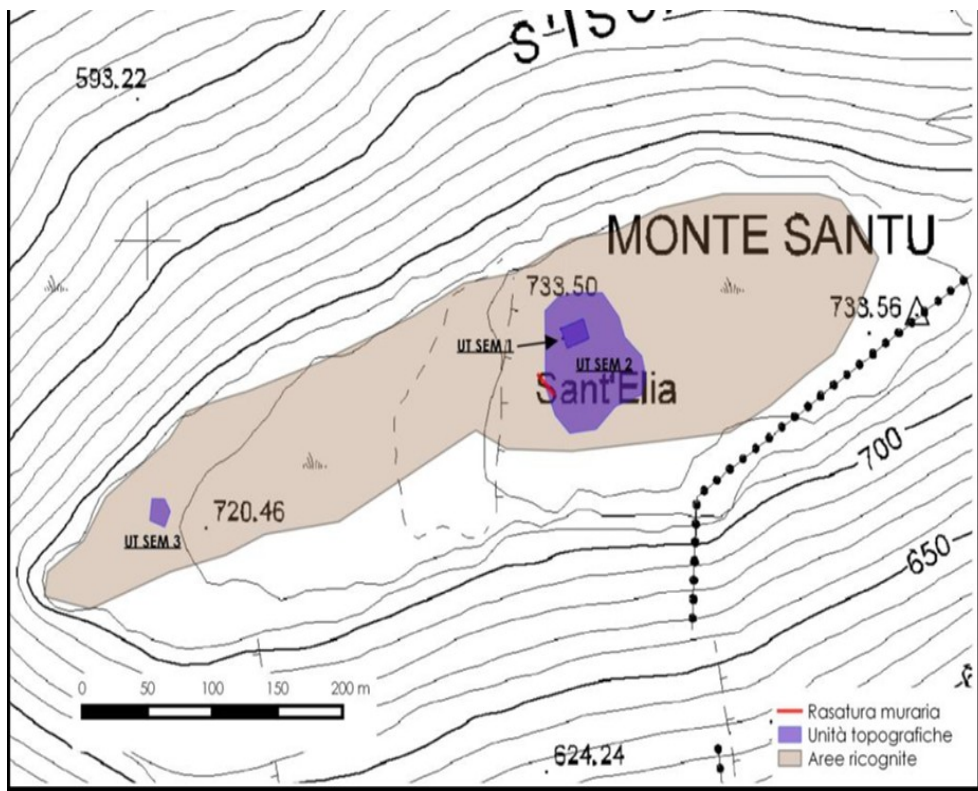 593.22
MONTE SANTU
733.50
733.56
UT SEM 1
UT SEM 2
Sant'Elia
720.46
UT SEM 3
700
650
0 50 100 150 200 m
624.24
Rasatura muraria
Unità topografiche
Aree ricognite